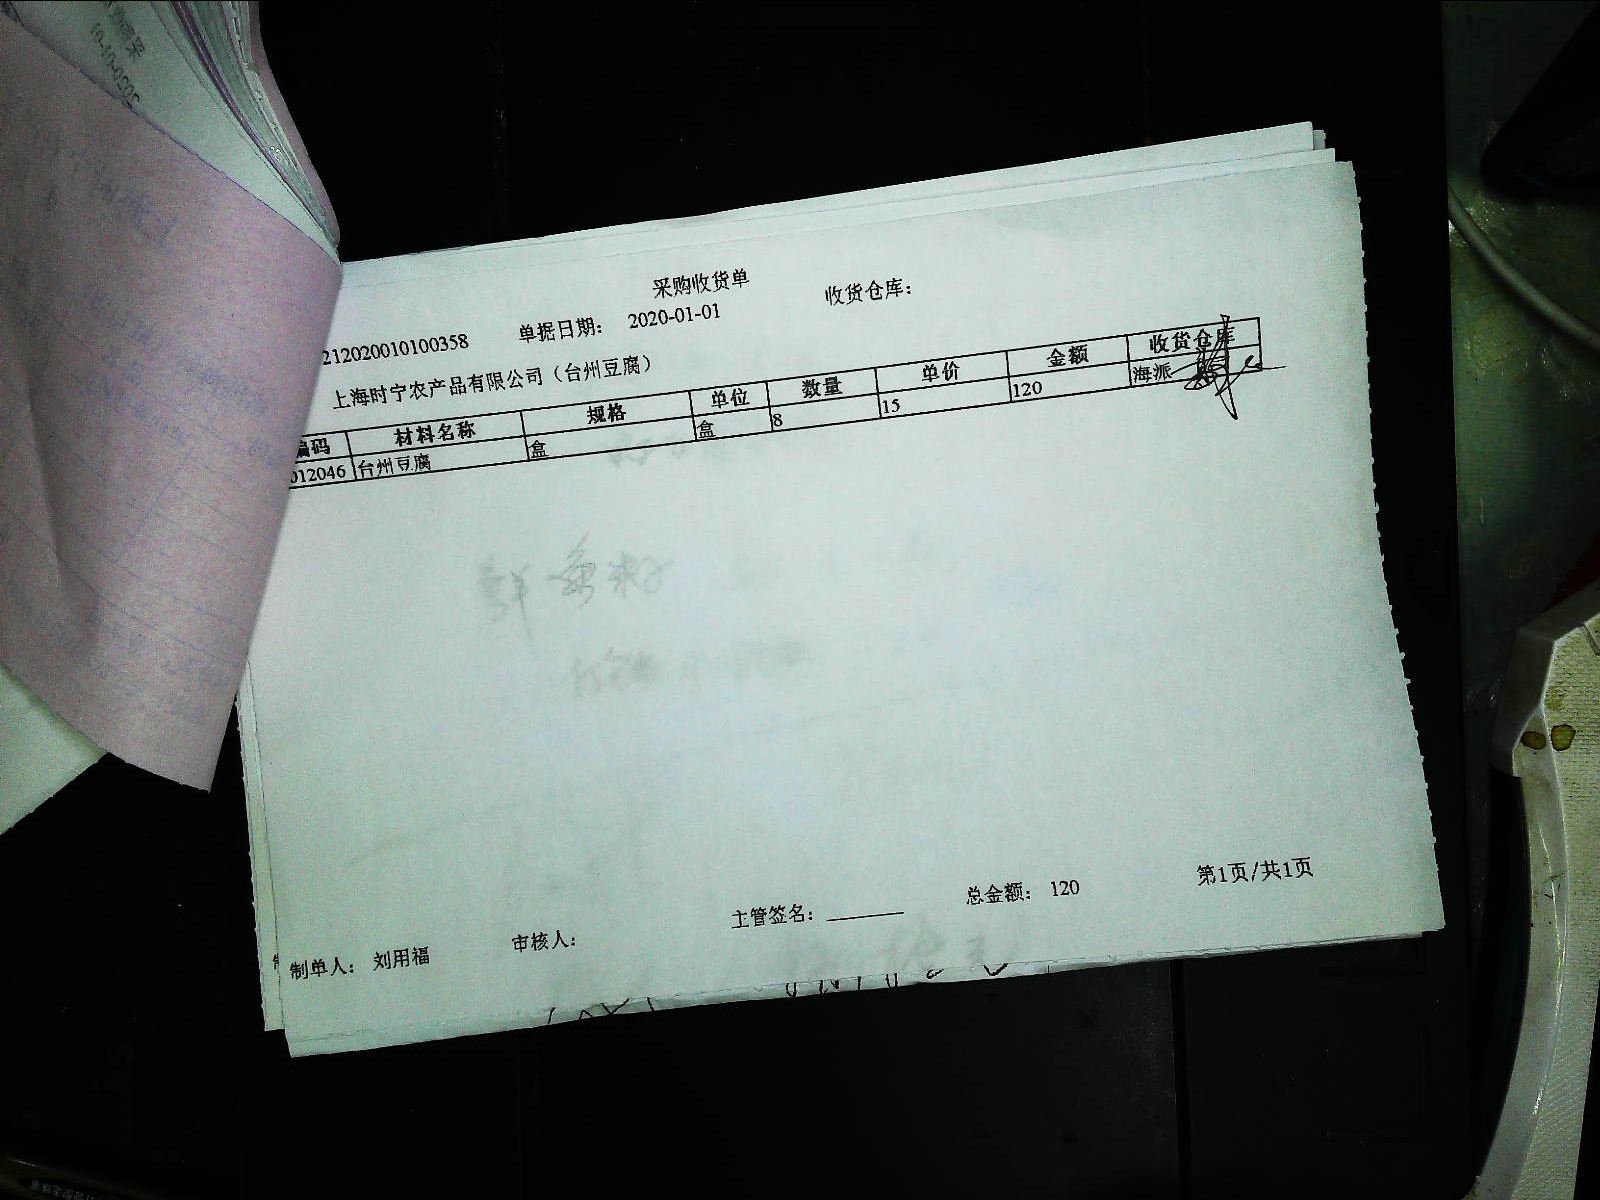 采购收货单
212020010100358 单据日期: 2020-01-01 收货仓库:
上海时宁农产品有限公司（台州豆腐）
编码 材料名称 规格 单位 数量 单价 金额 收货仓库
012046 台州豆腐 盒 盒 8 15 120 海派
鲜鱼籽
制单人: 刘用福 审核人: 主管签名: 总金额: 120 第1页/共1页